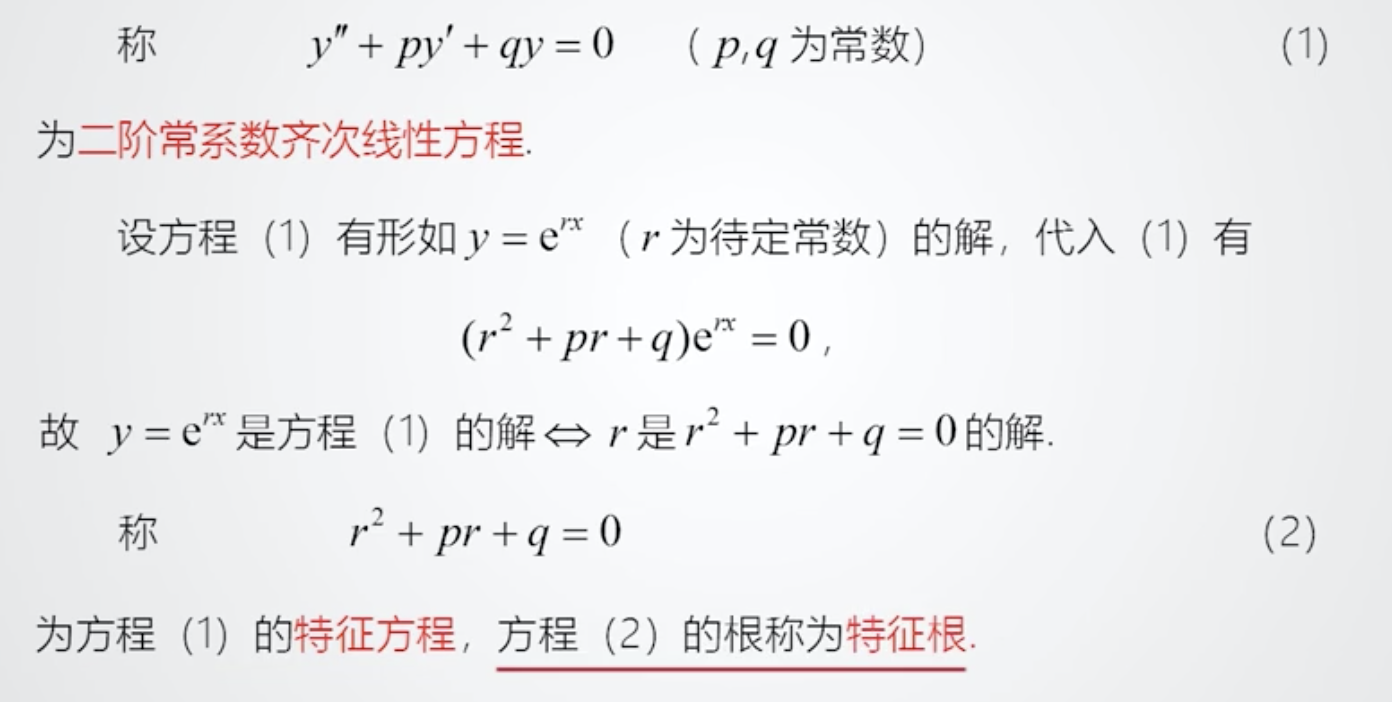 称 y″ + py′ + qy = 0 （ p,q 为常数） (1)
为二阶常系数齐次线性方程.
设方程（1）有形如 y = e^{rx} （ r 为待定常数）的解，代入（1）有
(r² + pr + q)e^{rx} = 0 ,
故 y = e^{rx} 是方程（1）的解 ⇔ r 是 r² + pr + q = 0 的解.
称 r² + pr + q = 0 (2)
为方程（1）的特征方程，方程（2）的根称为特征根.